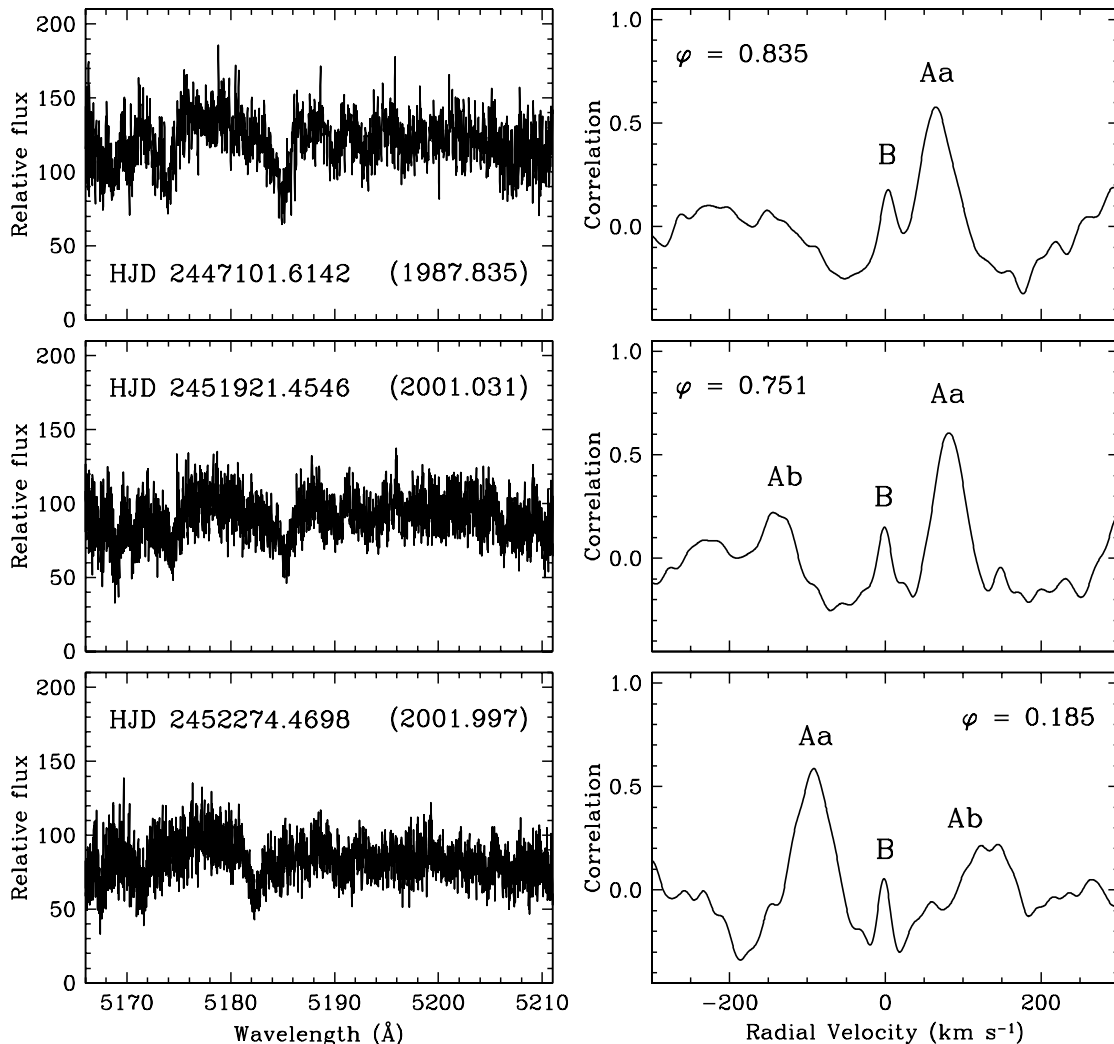 200
150
100
50
0
Relative flux
HJD 2447101.6142 (1987.835)
1.0
0.5
0.0
Correlation
φ = 0.835
Aa
B
200
150
100
50
0
Relative flux
HJD 2451921.4546 (2001.031)
1.0
0.5
0.0
Correlation
φ = 0.751
Aa
Ab
B
200
150
100
50
0
Relative flux
HJD 2452274.4698 (2001.997)
5170 5180 5190 5200 5210
Wavelength (Å)
1.0
0.5
0.0
Correlation
φ = 0.185
Aa
Ab
B
-200 0 200
Radial Velocity (km s⁻¹)